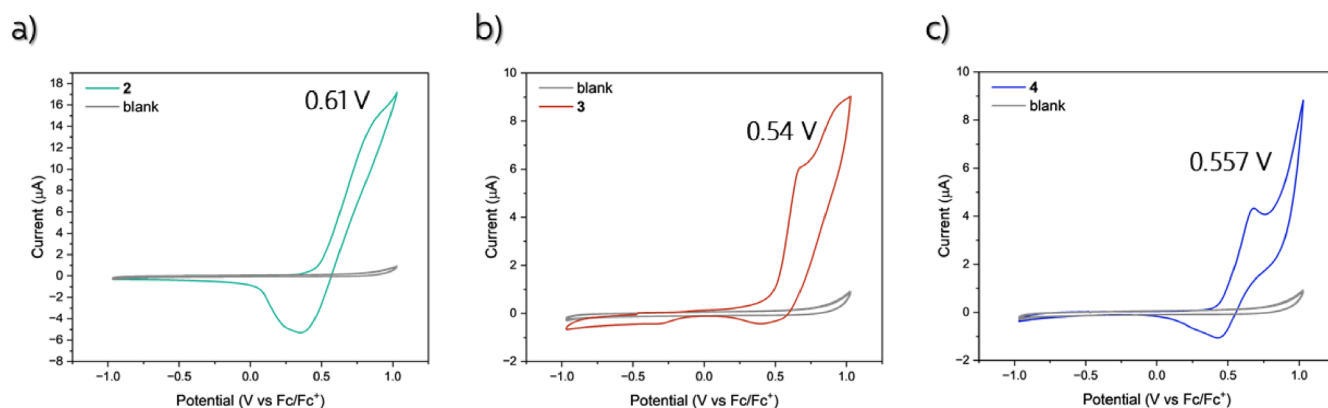 a)
2
blank
0.61 V
18
16
14
12
10
8
6
4
2
0
−2
−4
−6
−8
Current (μA)
−1.0 −0.5 0.0 0.5 1.0
Potential (V vs Fc/Fc⁺)
b)
blank
3
0.54 V
10
8
6
4
2
0
−2
Current (μA)
−1.0 −0.5 0.0 0.5 1.0
Potential (V vs Fc/Fc⁺)
c)
4
blank
0.557 V
10
8
6
4
2
0
−2
Current (μA)
−1.0 −0.5 0.0 0.5 1.0
Potential (V vs Fc/Fc⁺)